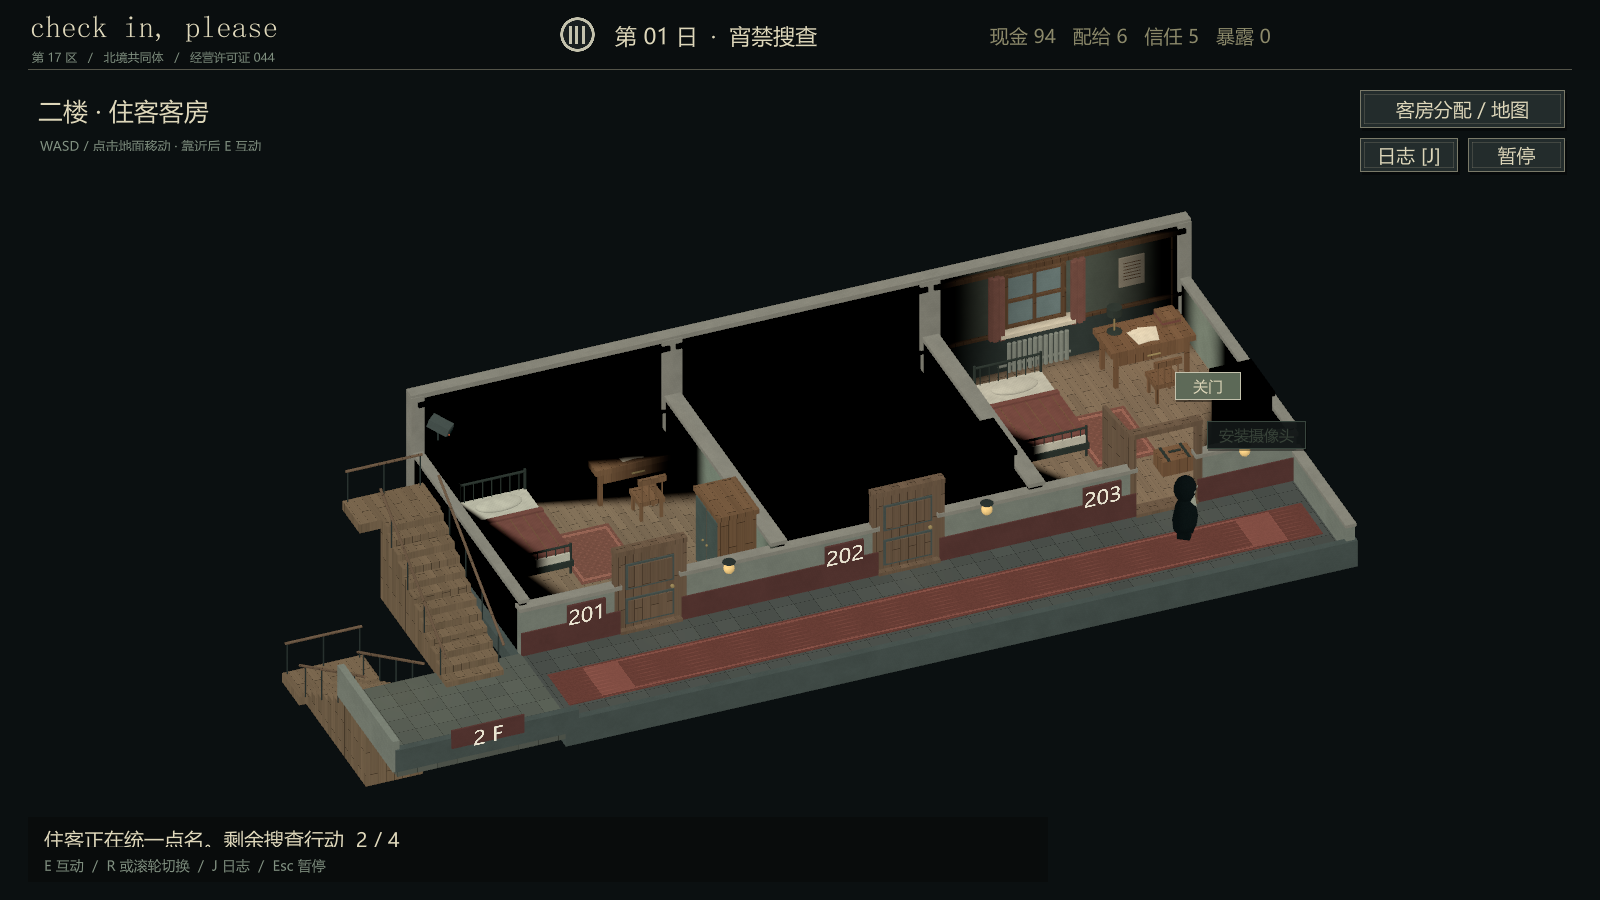 check in, please
第 17 区 / 北境共同体 / 经营许可证 044
第 01 日 · 宵禁搜查
现金 94 配给 6 信任 5 暴露 0
二楼 · 住客客房
WASD / 点击地面移动 · 靠近后 E 互动
客房分配 / 地图
日志 [J]
暂停
关门
安装摄像头
203
202
201
2 F
住客正在统一点名。剩余搜查行动 2 / 4
E 互动 / R 或滚轮切换 / J 日志 / Esc 暂停